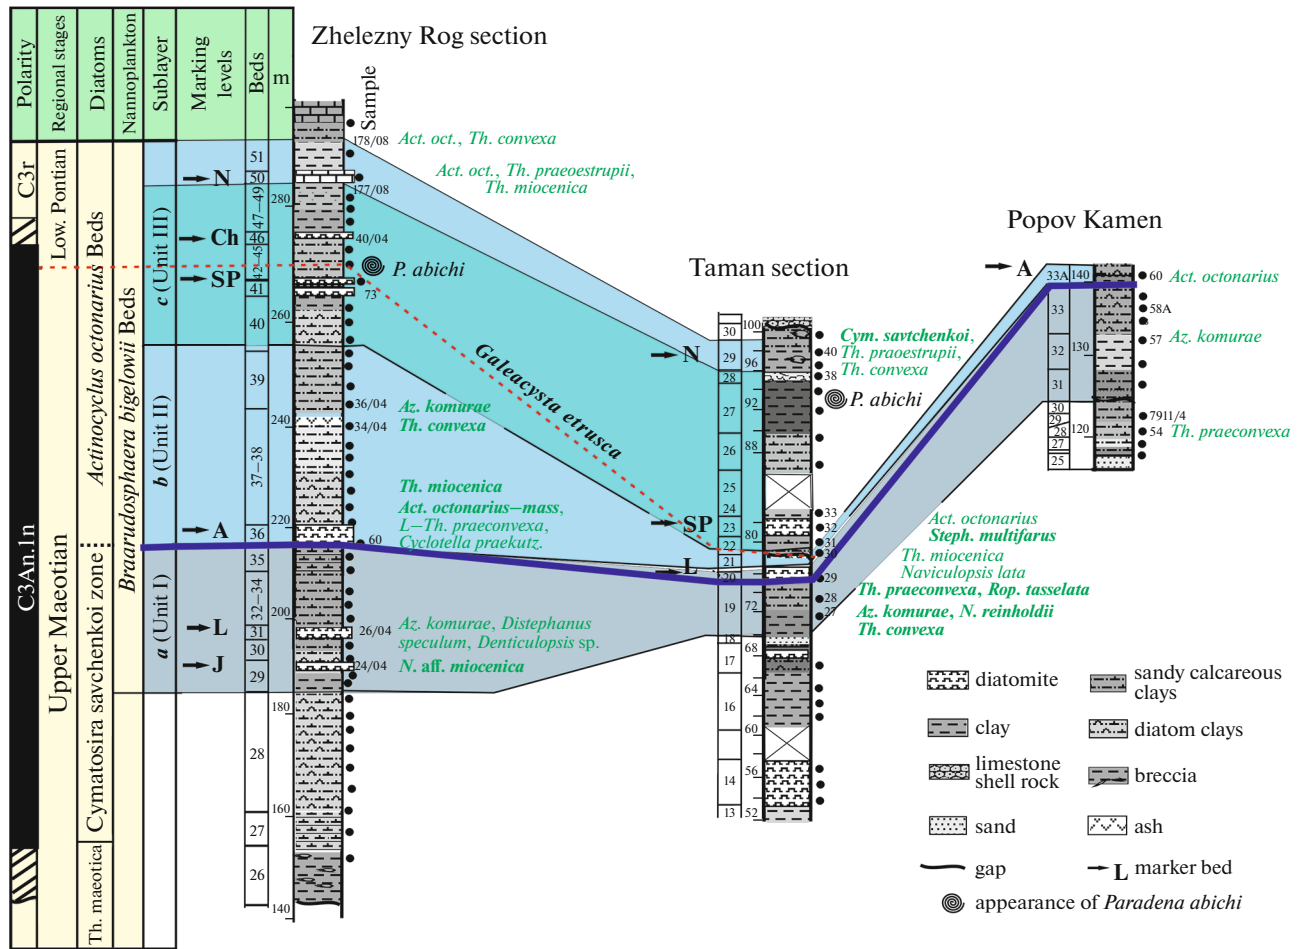 Zhelezny Rog section
Polarity
Regional stages
Diatoms
Nannoplankton
Sublayer
Marking levels
Beds
m
Sample
C3r
C3An.1n
Low. Pontian
Upper Maeotian
Actinocyclus octonarius Beds
Cymatosira savchenkoi zone
Th. maeotica
Braarudosphaera bigelowii Beds
c (Unit III)
b (Unit II)
a (Unit I)
N
Ch
SP
A
L
J
51
50
47–49
46
42–45
41
40
39
37–38
36
35
32–34
31
30
29
28
27
26
280
260
240
220
200
180
160
140
178/08
177/08
40/04
73
36/04
34/04
60
26/04
24/04
Act. oct., Th. convexa
Act. oct., Th. praoestrupii,
Th. miocenica
P. abichi
Galeacysta etrusca
Az. komurae
Th. convexa
Th. miocenica
Act. octonarius–mass,
L–Th. praeconvexa,
Cyclotella praekutz.
Az. komurae, Distephanus
speculum, Denticulopsis sp.
N. aff. miocenica
Taman section
N
SP
L
30
29
28
27
26
25
24
23
22
21
20
19
18
17
16
14
13
100
96
92
88
80
72
68
64
60
56
52
40
38
33
32
31
30
29
28
27
Cym. savtchenkoi,
Th. praoestrupii,
Th. convexa
P. abichi
Act. octonarius
Steph. multifarus
Th. miocenica
Naviculopsis lata
Th. praeconvexa, Rop. tasselata
Az. komurae, N. reinholdii
Th. convexa
Popov Kamen
A
33A
33
32
31
30
29
28
27
25
140
130
120
60
58A
57
7911/4
54
Act. octonarius
Az. komurae
Th. praeconvexa
diatomite
sandy calcareous
clays
clay
diatom clays
limestone
shell rock
breccia
sand
ash
gap
L marker bed
appearance of Paradena abichi